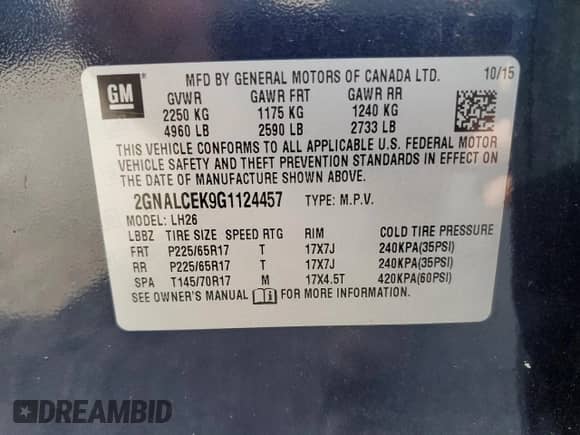 GM
MFD BY GENERAL MOTORS OF CANADA LTD. 10/15
GVWR GAWR FRT GAWR RR
2250 KG 1175 KG 1240 KG
4960 LB 2590 LB 2733 LB
THIS VEHICLE CONFORMS TO ALL APPLICABLE U.S. FEDERAL MOTOR
VEHICLE SAFETY AND THEFT PREVENTION STANDARDS IN EFFECT ON
THE DATE OF MANUFACTURE SHOWN ABOVE.
2GNALCEK9G1124457 TYPE: M.P.V.
MODEL: LH26
LBBZ TIRE SIZE SPEED RTG RIM COLD TIRE PRESSURE
FRT P225/65R17 T 17X7J 240KPA(35PSI)
RR P225/65R17 T 17X7J 240KPA(35PSI)
SPA T145/70R17 M 17X4.5T 420KPA(60PSI)
SEE OWNER'S MANUAL FOR MORE INFORMATION.
DREAMBID